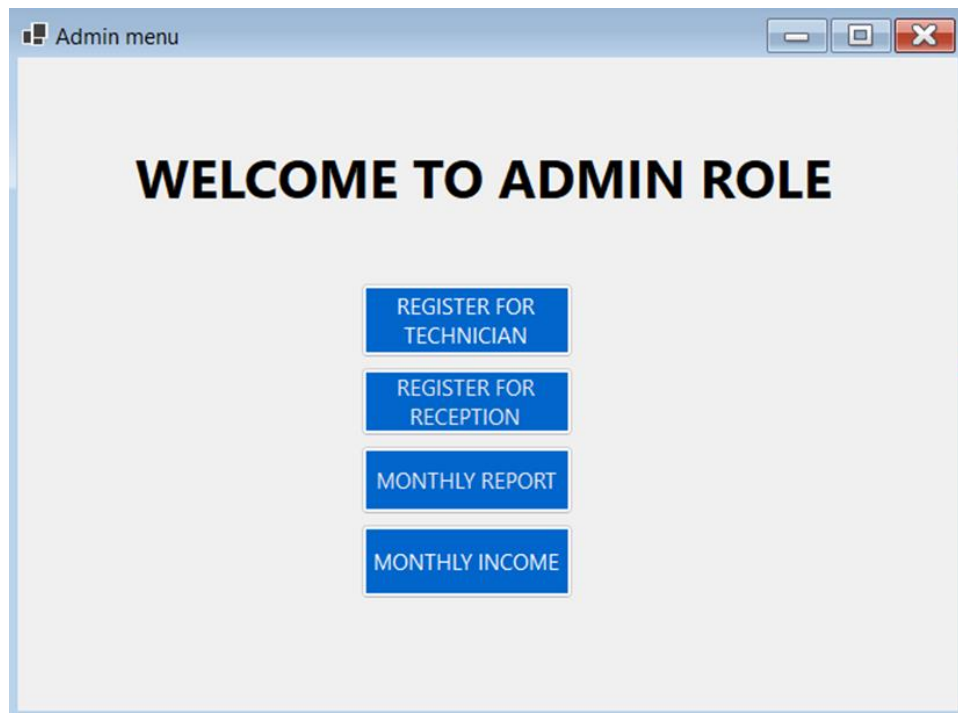 Admin menu
WELCOME TO ADMIN ROLE
REGISTER FOR
TECHNICIAN
REGISTER FOR
RECEPTION
MONTHLY REPORT
MONTHLY INCOME